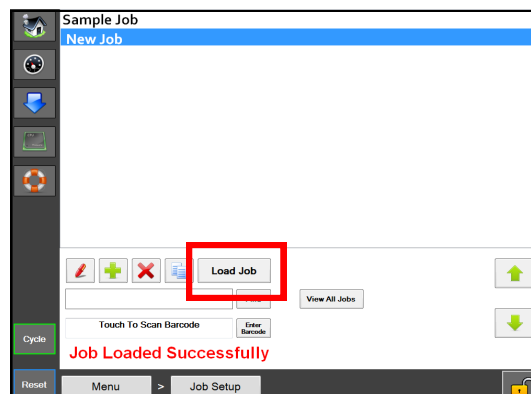 Sample Job
New Job
Load Job
View All Jobs
Touch To Scan Barcode
Enter
Barcode
Cycle
Job Loaded Successfully
Reset
Menu
>
Job Setup